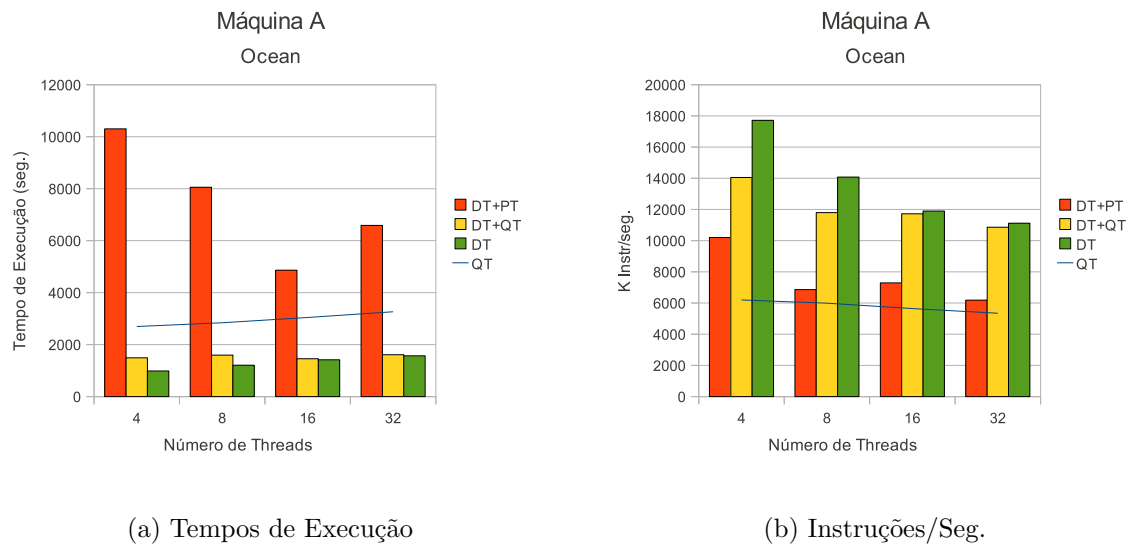 Máquina A
Ocean
Tempo de Execução (seg.)
12000
10000
8000
6000
4000
2000
0
4 8 16 32
Número de Threads
DT+PT
DT+QT
DT
QT
(a) Tempos de Execução
Máquina A
Ocean
K Instr/seg.
20000
18000
16000
14000
12000
10000
8000
6000
4000
2000
0
4 8 16 32
Número de Threads
DT+PT
DT+QT
DT
QT
(b) Instruções/Seg.